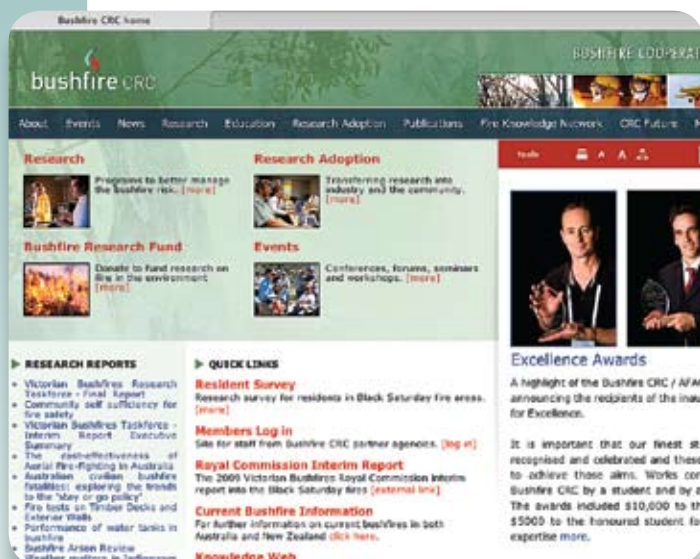 Bushfire CRC home
BUSHFIRE COOPERAT
bushfire CRC
About Events News Research Education Research Adoption Publications Fire Knowledge Network CRC Future
Research
Programs to better manage
the bushfire risk. [more]
Research Adoption
Transferring research into
industry and the community.
[more]
Bushfire Research Fund
Donate to fund research on
fire in the environment
[more]
Events
Conferences, forums, seminars
and workshops. [more]
Tools
A A
RESEARCH REPORTS
Victorian Bushfires Research
Taskforce - Final Report
Community self sufficiency for
fire safety
Victorian Bushfires Taskforce -
Interim Report Executive
Summary
The cost-effectiveness of
Aerial Fire-fighting in Australia
Australian civilian bushfire
fatalities: exploring the trends
to the 'stay or go policy'
Fire tests on Timber Decks and
Exterior Walls
Performance of water tanks in
bushfire
Bushfire Arson Review
Weather matters in Indigenous
QUICK LINKS
Resident Survey
Research survey for residents in Black Saturday fire areas.
[more]
Members Log in
Site for staff from Bushfire CRC partner agencies. [log in]
Royal Commission Interim Report
The 2009 Victorian Bushfires Royal Commission interim
report into the Black Saturday fires [external link]
Current Bushfire Information
For further information on current bushfires in both
Australia and New Zealand click here.
Knowledge Web
Excellence Awards
A highlight of the Bushfire CRC / AFAC
announcing the recipients of the inau
for Excellence.
It is important that our finest st
recognised and celebrated and these
to achieve these aims. Works con
Bushfire CRC by a student and by a
The awards included $10,000 to th
$5000 to the honoured student to
expertise more.